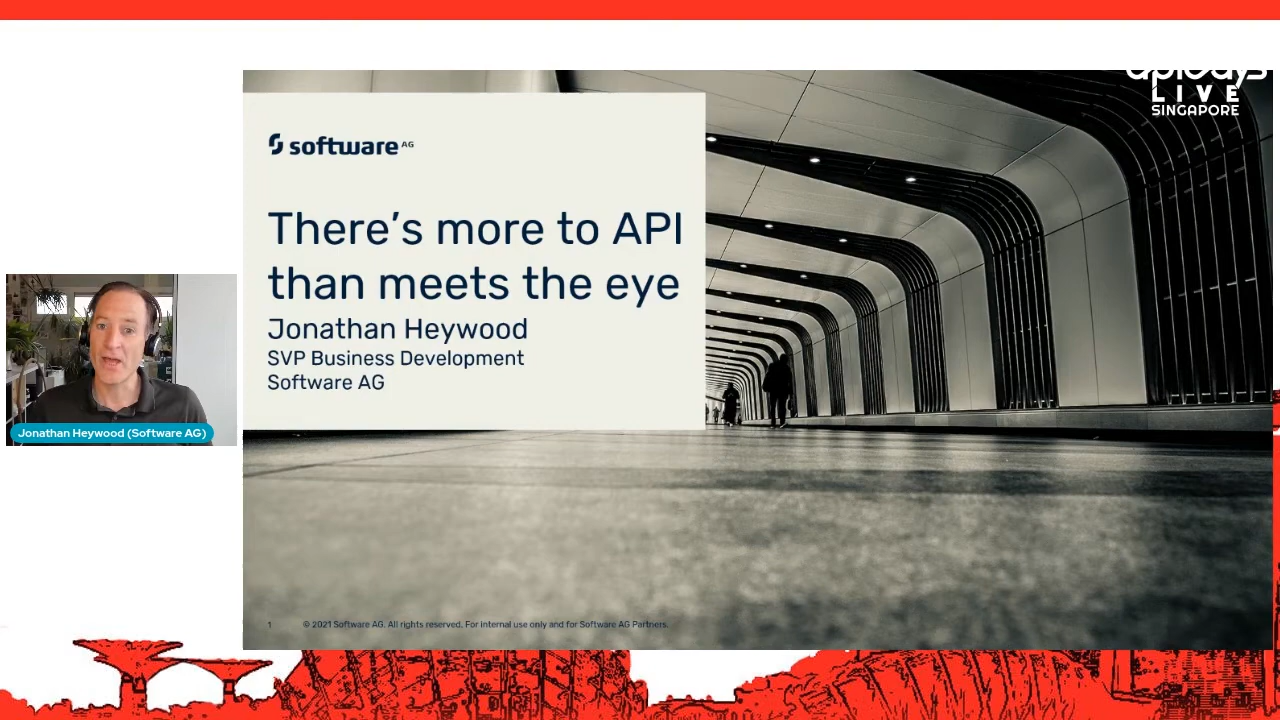 software AG
There's more to API
than meets the eye
Jonathan Heywood
SVP Business Development
Software AG
apidays
LIVE
SINGAPORE
Jonathan Heywood (Software AG)
1 © 2021 Software AG. All rights reserved. For internal use only and for Software AG Partners.